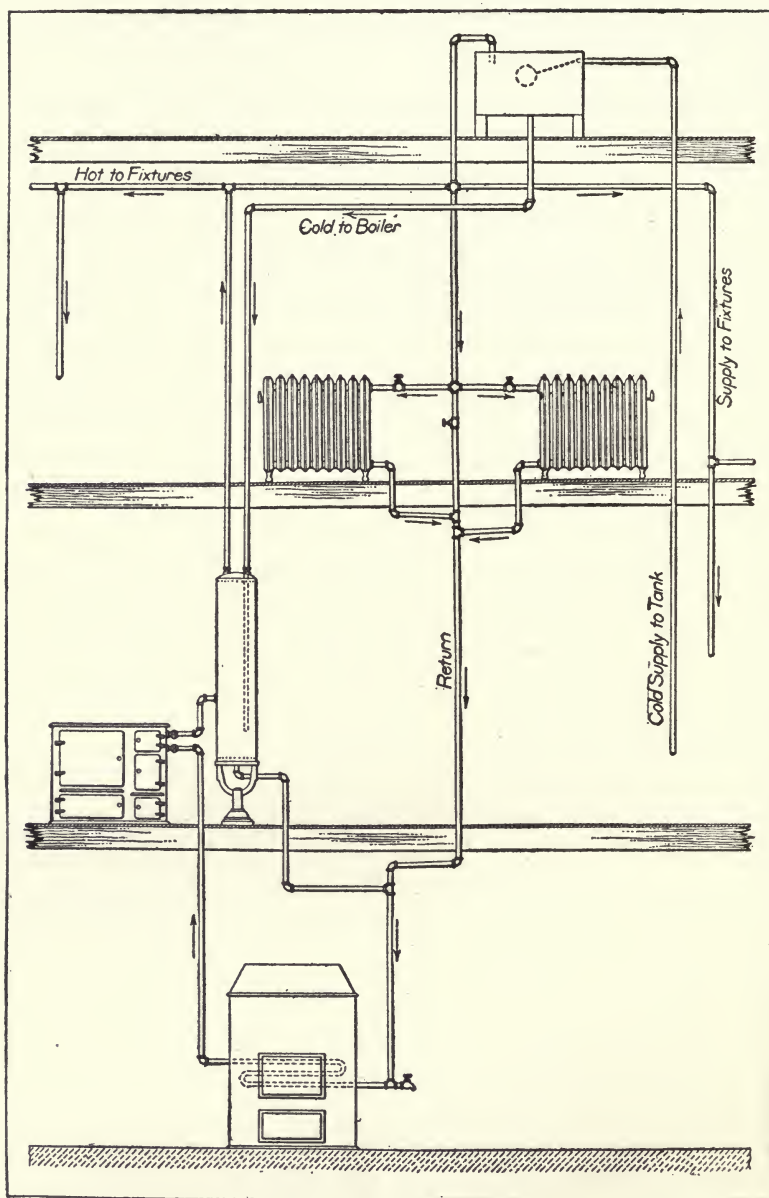 Hot to Fixtures
Cold to Boiler
Supply to Fixtures
Cold Supply to Tank
Return